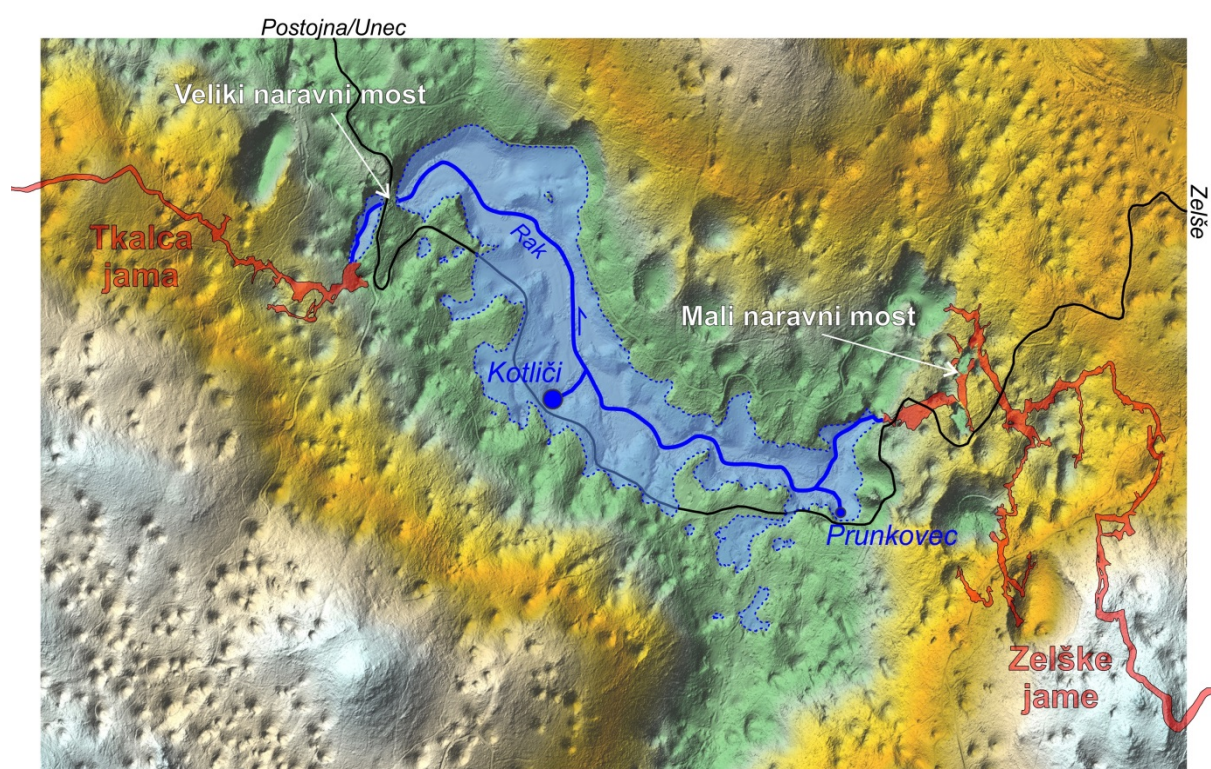 Postojna/Unec
Veliki naravni most
Zelše
Tkalca
jama
Rak
Mali naravni most
Kotliči
Prunkovec
Zelške
jame